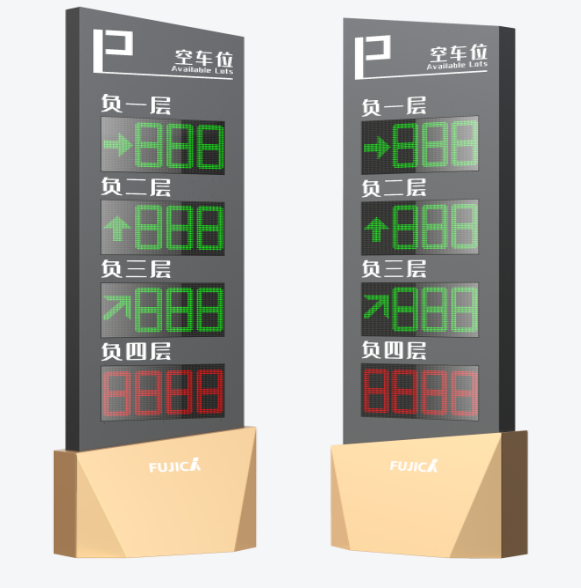 P
空车位
Available Lots
负一层
→888
负二层
↑888
负三层
↗888
负四层
8888
FUJICA
P
空车位
Available Lots
负一层
→888
负二层
↑888
负三层
↗888
负四层
8888
FUJICA